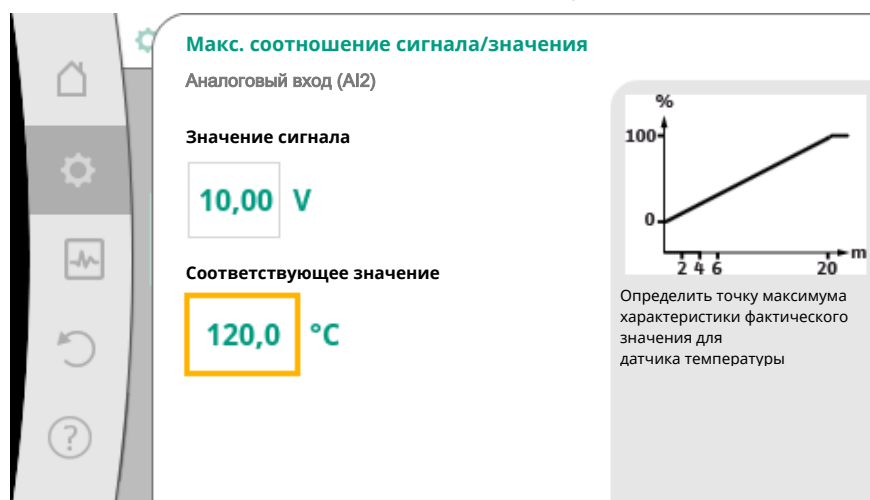 Макс. соотношение сигнала/значения
Аналоговый вход (AI2)
Значение сигнала
10,00 V
Соответствующее значение
120,0 °C
%
100
0
2 4 6 20
m
Определить точку максимума
характеристики фактического
значения для
датчика температуры
?